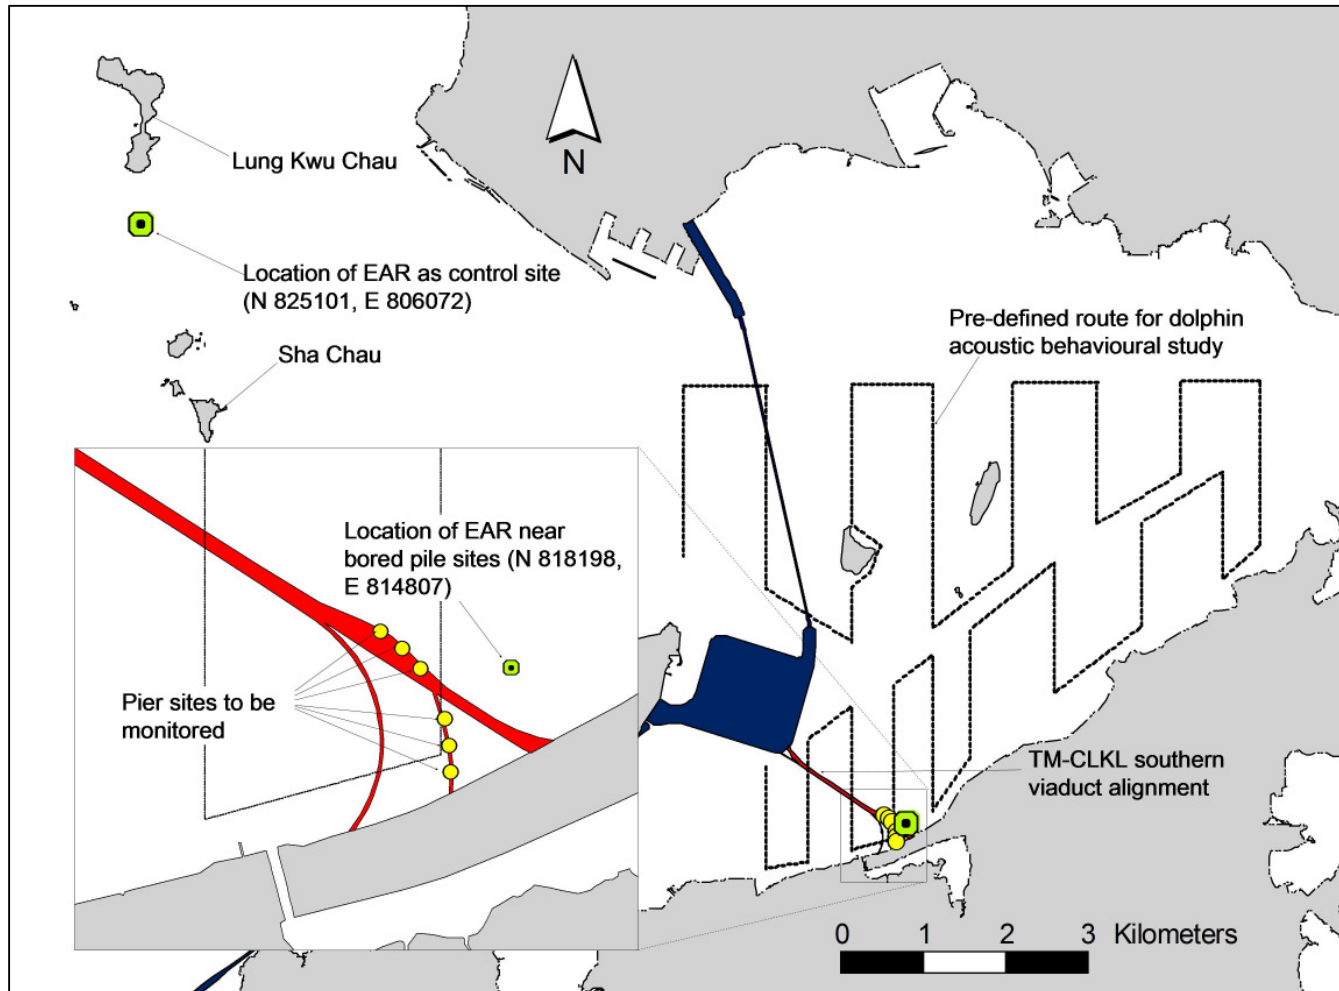 Lung Kwu Chau
N
Location of EAR as control site
(N 825101, E 806072)
Sha Chau
Pre-defined route for dolphin
acoustic behavioural study
Location of EAR near
bored pile sites (N 818198,
E 814807)
Pier sites to be
monitored
TM-CLKL southern
viaduct alignment
0 1 2 3 Kilometers